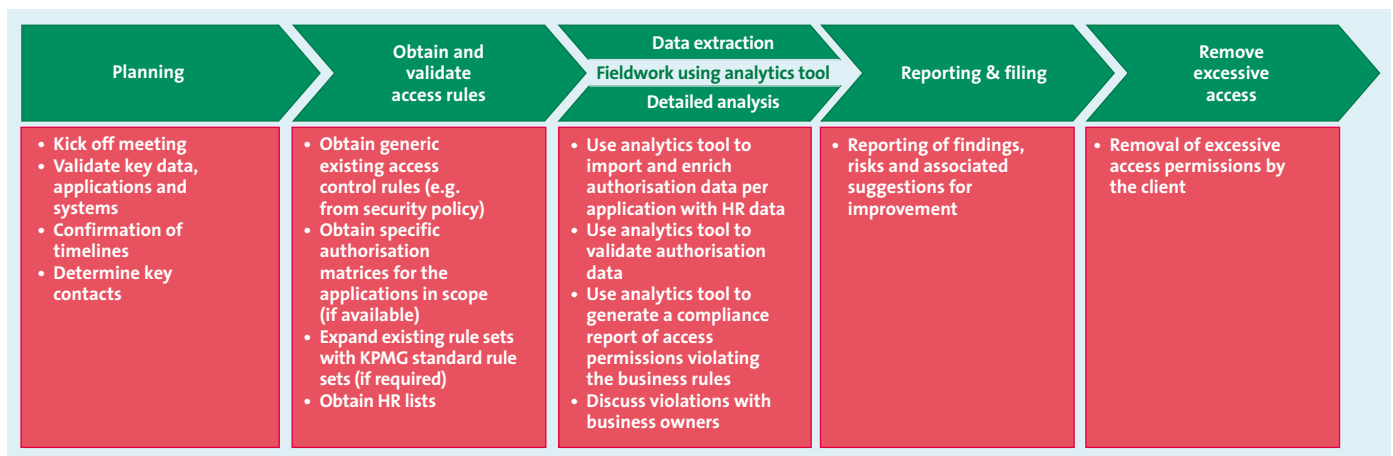 Planning
Obtain and
validate
access rules
Data extraction
Fieldwork using analytics tool
Detailed analysis
Reporting & filing
Remove
excessive
access
• Kick off meeting
• Validate key data,
applications and
systems
• Confirmation of
timelines
• Determine key
contacts
• Obtain generic
existing access
control rules (e.g.
from security policy)
• Obtain specific
authorisation
matrices for the
applications in scope
(if available)
• Expand existing rule sets
with KPMG standard rule
sets (if required)
• Obtain HR lists
• Use analytics tool to
import and enrich
authorisation data per
application with HR data
• Use analytics tool to
validate authorisation
data
• Use analytics tool to
generate a compliance
report of access
permissions violating
the business rules
• Discuss violations with
business owners
• Reporting of findings,
risks and associated
suggestions for
improvement
• Removal of excessive
access permissions by
the client